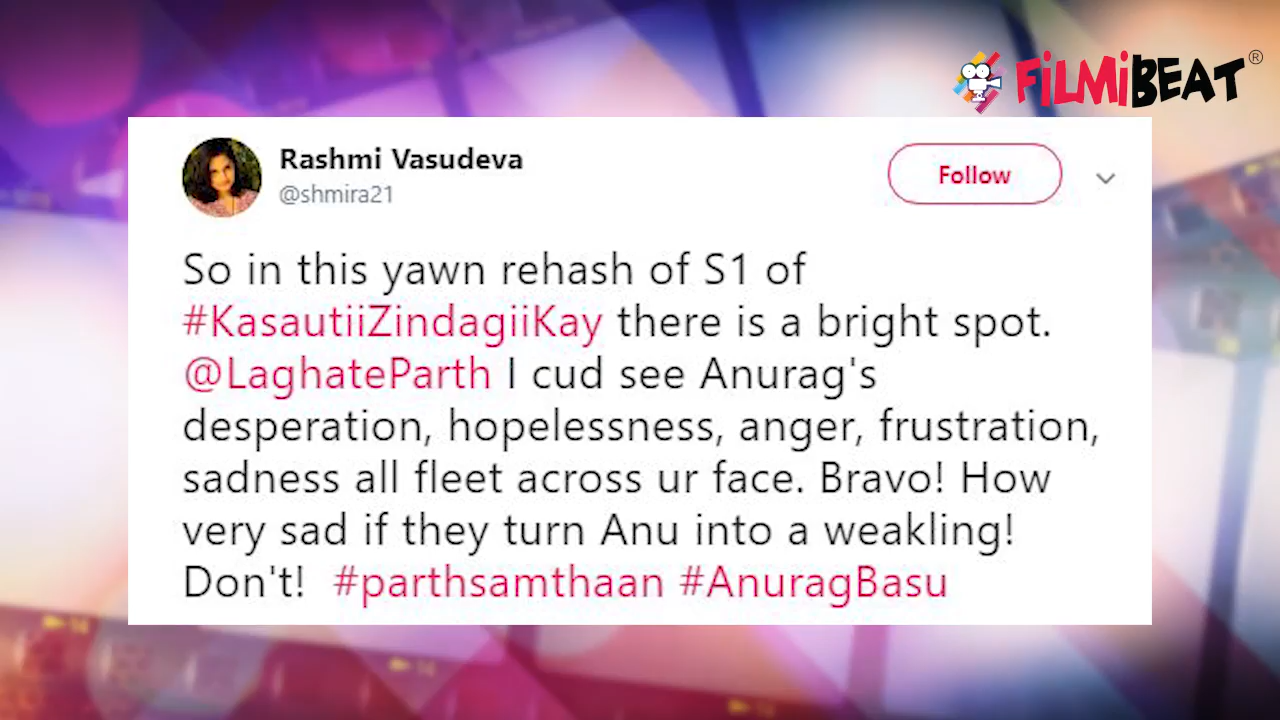 FiLMiBEAT®
Rashmi Vasudeva
@shmira21
Follow
So in this yawn rehash of S1 of
#KasautiiZindagiiKay there is a bright spot.
@LaghateParth I cud see Anurag's
desperation, hopelessness, anger, frustration,
sadness all fleet across ur face. Bravo! How
very sad if they turn Anu into a weakling!
Don't! #parthsamthaan #AnuragBasu